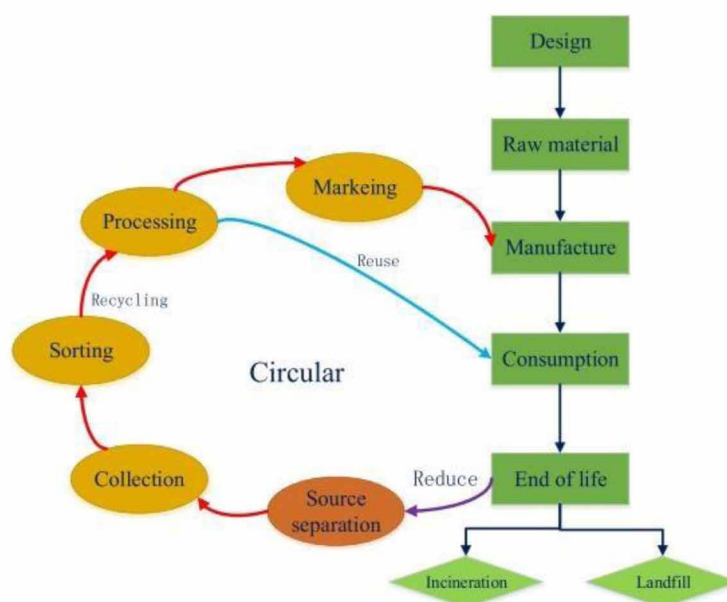 Design
Raw material
Markeing
Processing
Manufacture
Reuse
Recycling
Sorting
Consumption
Circular
Collection
Reduce
End of life
Source
separation
Incineration
Landfill